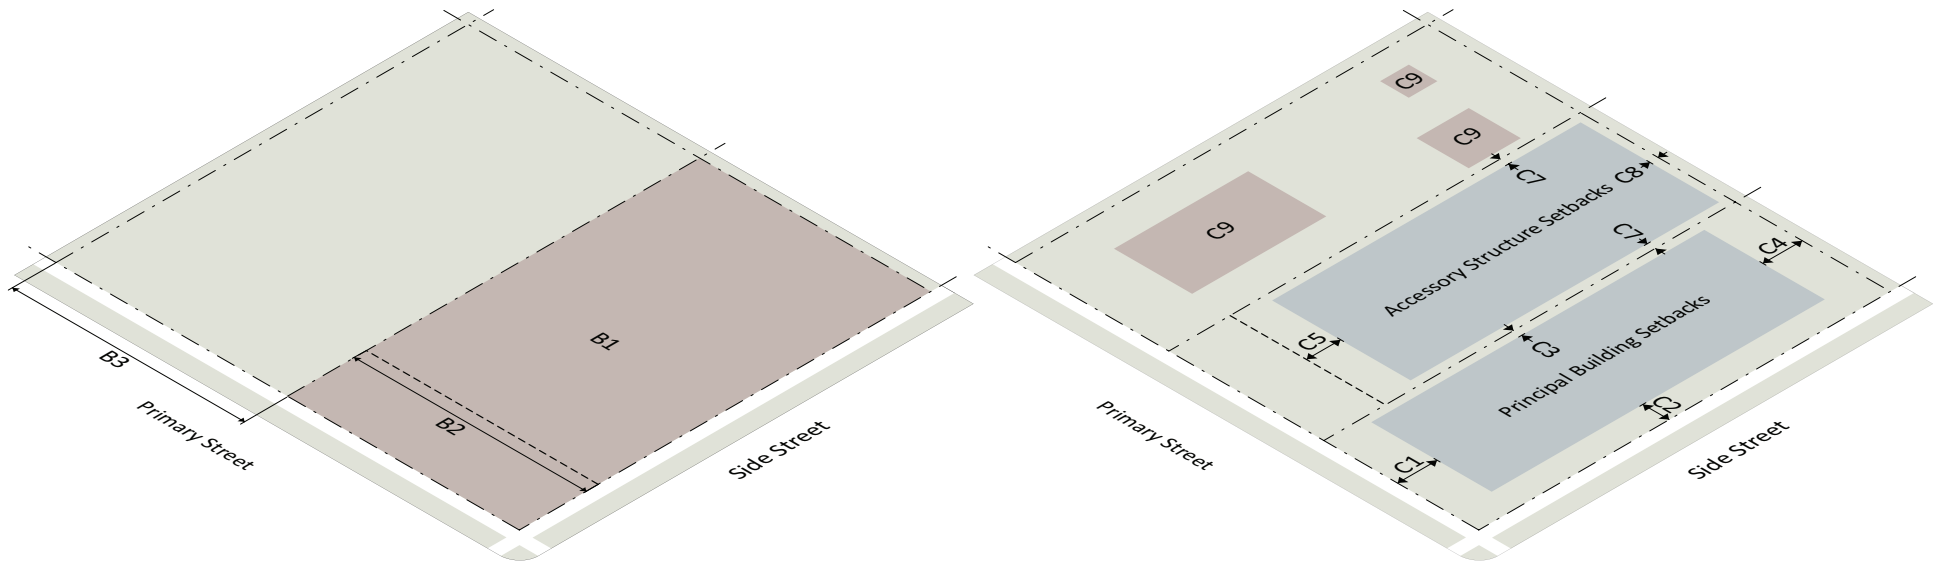 B1
B2
B3
Primary Street
Side Street
C9
C9
C9
C7
C8
Accessory Structure Setbacks
C7
C4
C5
C3
Principal Building Setbacks
C2
C1
Primary Street
Side Street